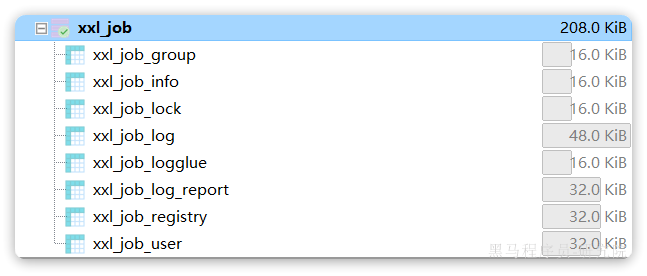 xxl_job 208.0 KiB
xxl_job_group 16.0 KiB
xxl_job_info 16.0 KiB
xxl_job_lock 16.0 KiB
xxl_job_log 48.0 KiB
xxl_job_logglue 16.0 KiB
xxl_job_log_report 32.0 KiB
xxl_job_registry 32.0 KiB
xxl_job_user 32.0 KiB
黑马程序员